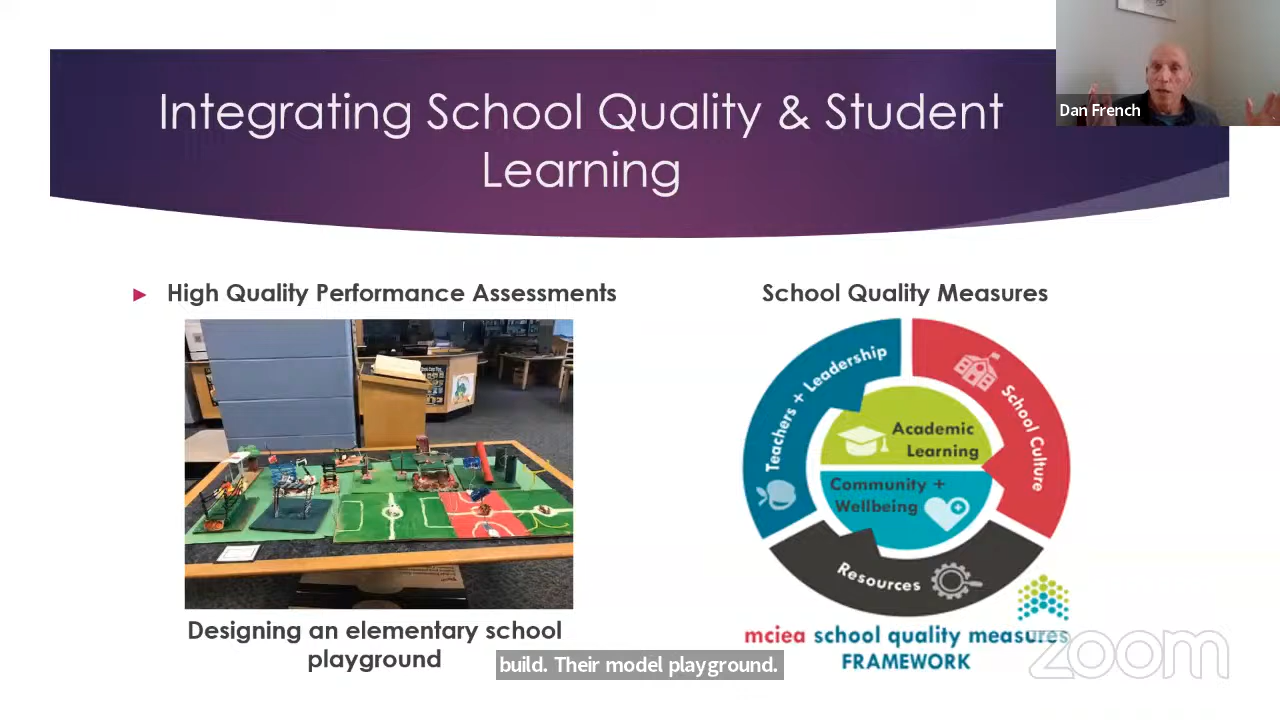 Integrating School Quality & Student
Learning
Dan French
► High Quality Performance Assessments
School Quality Measures
Teachers + Leadership
School Culture
Academic
Learning
Community +
Wellbeing
Resources
Designing an elementary school
playground
mciea school quality measures
FRAMEWORK
build. Their model playground.
zoom